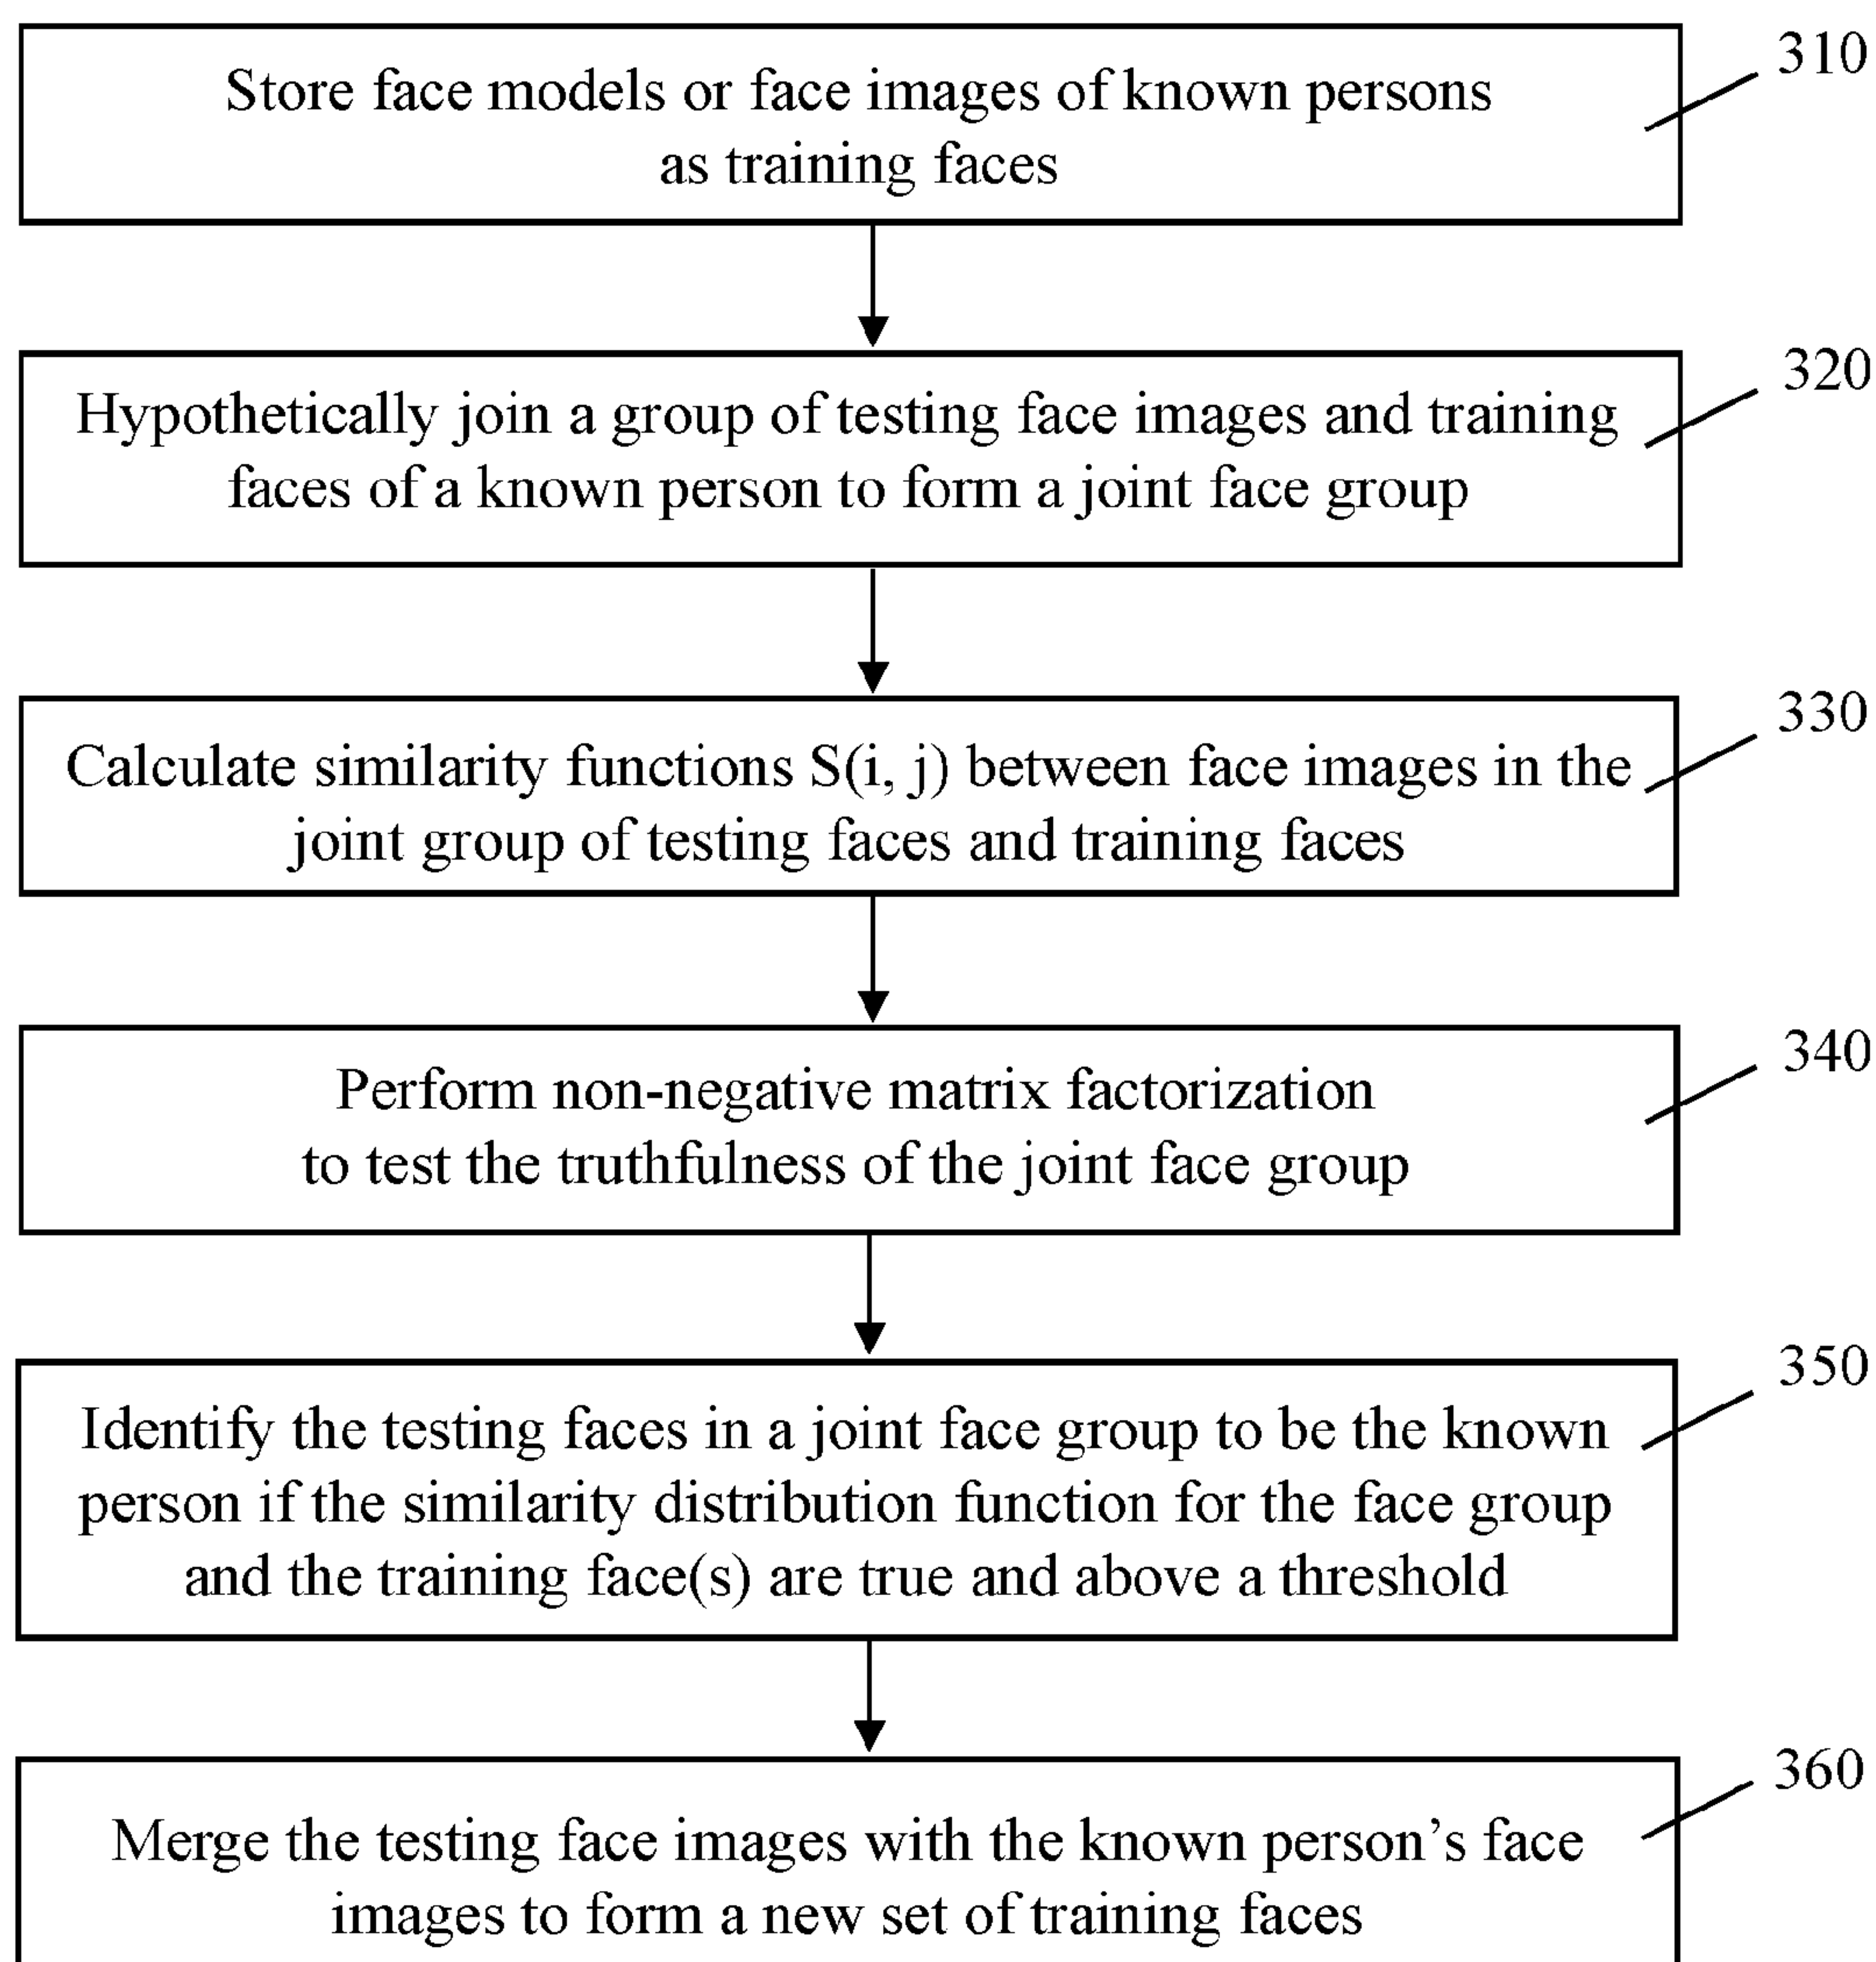 310
Store face models or face images of known persons
as training faces
320
Hypothetically join a group of testing face images and training
faces of a known person to form a joint face group
330
Calculate similarity functions S(i, j) between face images in the
joint group of testing faces and training faces
340
Perform non-negative matrix factorization
to test the truthfulness of the joint face group
350
Identify the testing faces in a joint face group to be the known
person if the similarity distribution function for the face group
and the training face(s) are true and above a threshold
360
Merge the testing face images with the known person’s face
images to form a new set of training faces